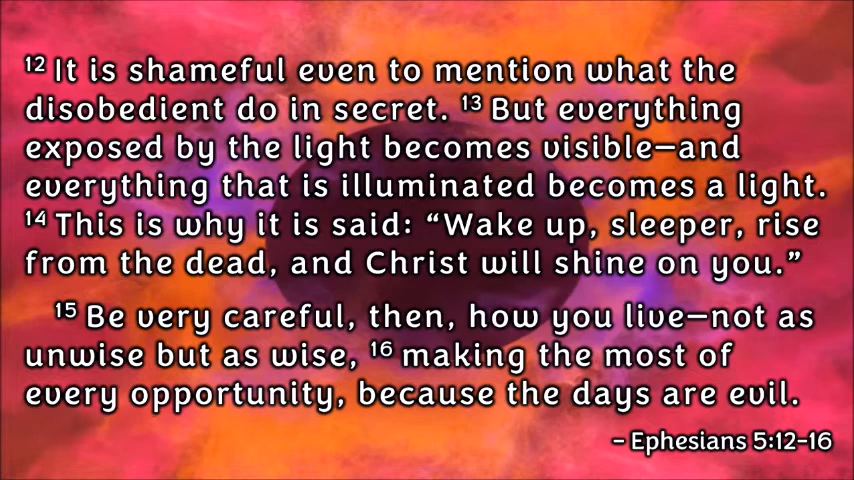 12 It is shameful even to mention what the
disobedient do in secret. 13 But everything
exposed by the light becomes visible—and
everything that is illuminated becomes a light.
14 This is why it is said: “Wake up, sleeper, rise
from the dead, and Christ will shine on you.”
15 Be very careful, then, how you live—not as
unwise but as wise, 16 making the most of
every opportunity, because the days are evil.
– Ephesians 5:12-16